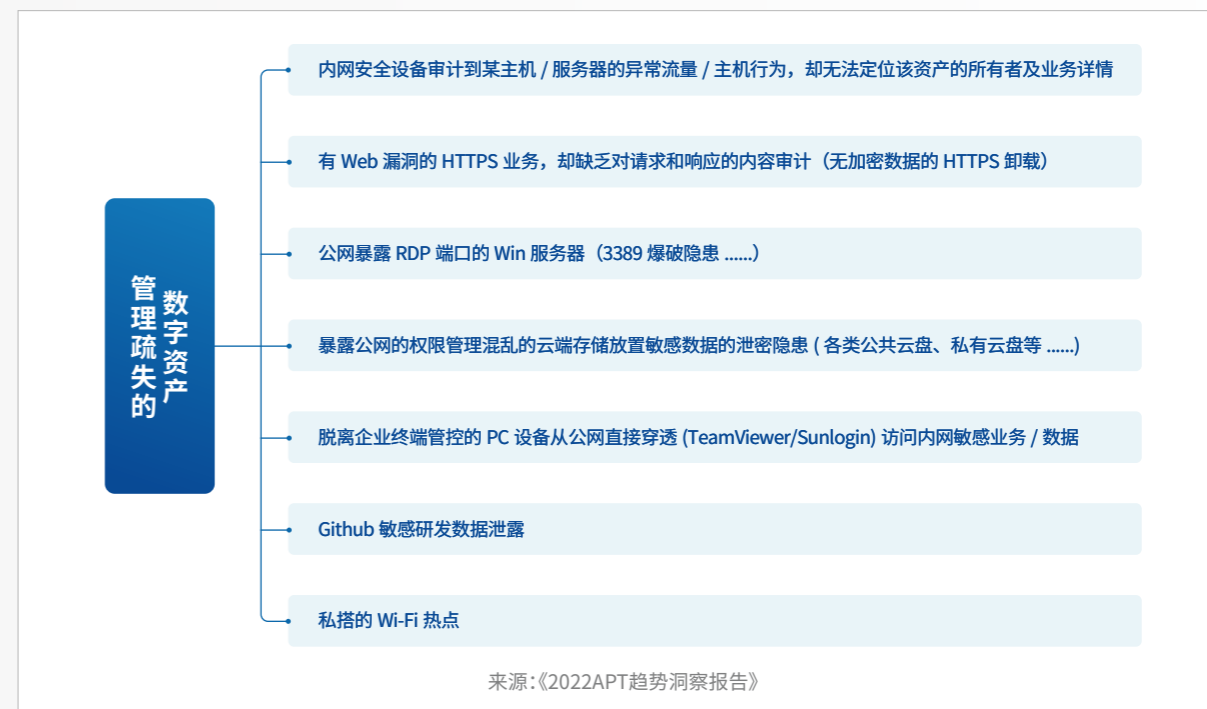 管理疏失的
数字资产
内网安全设备审计到某主机 / 服务器的异常流量 / 主机行为，却无法定位该资产的所有者及业务详情
有 Web 漏洞的 HTTPS 业务，却缺乏对请求和响应的内容审计（无加密数据的 HTTPS 卸载）
公网暴露 RDP 端口的 Win 服务器（3389 爆破隐患 ......）
暴露公网的权限管理混乱的云端存储放置敏感数据的泄密隐患 ( 各类公共云盘、私有云盘等 ......)
脱离企业终端管控的 PC 设备从公网直接穿透 (TeamViewer/Sunlogin) 访问内网敏感业务 / 数据
Github 敏感研发数据泄露
私搭的 Wi-Fi 热点
来源：《2022APT趋势洞察报告》